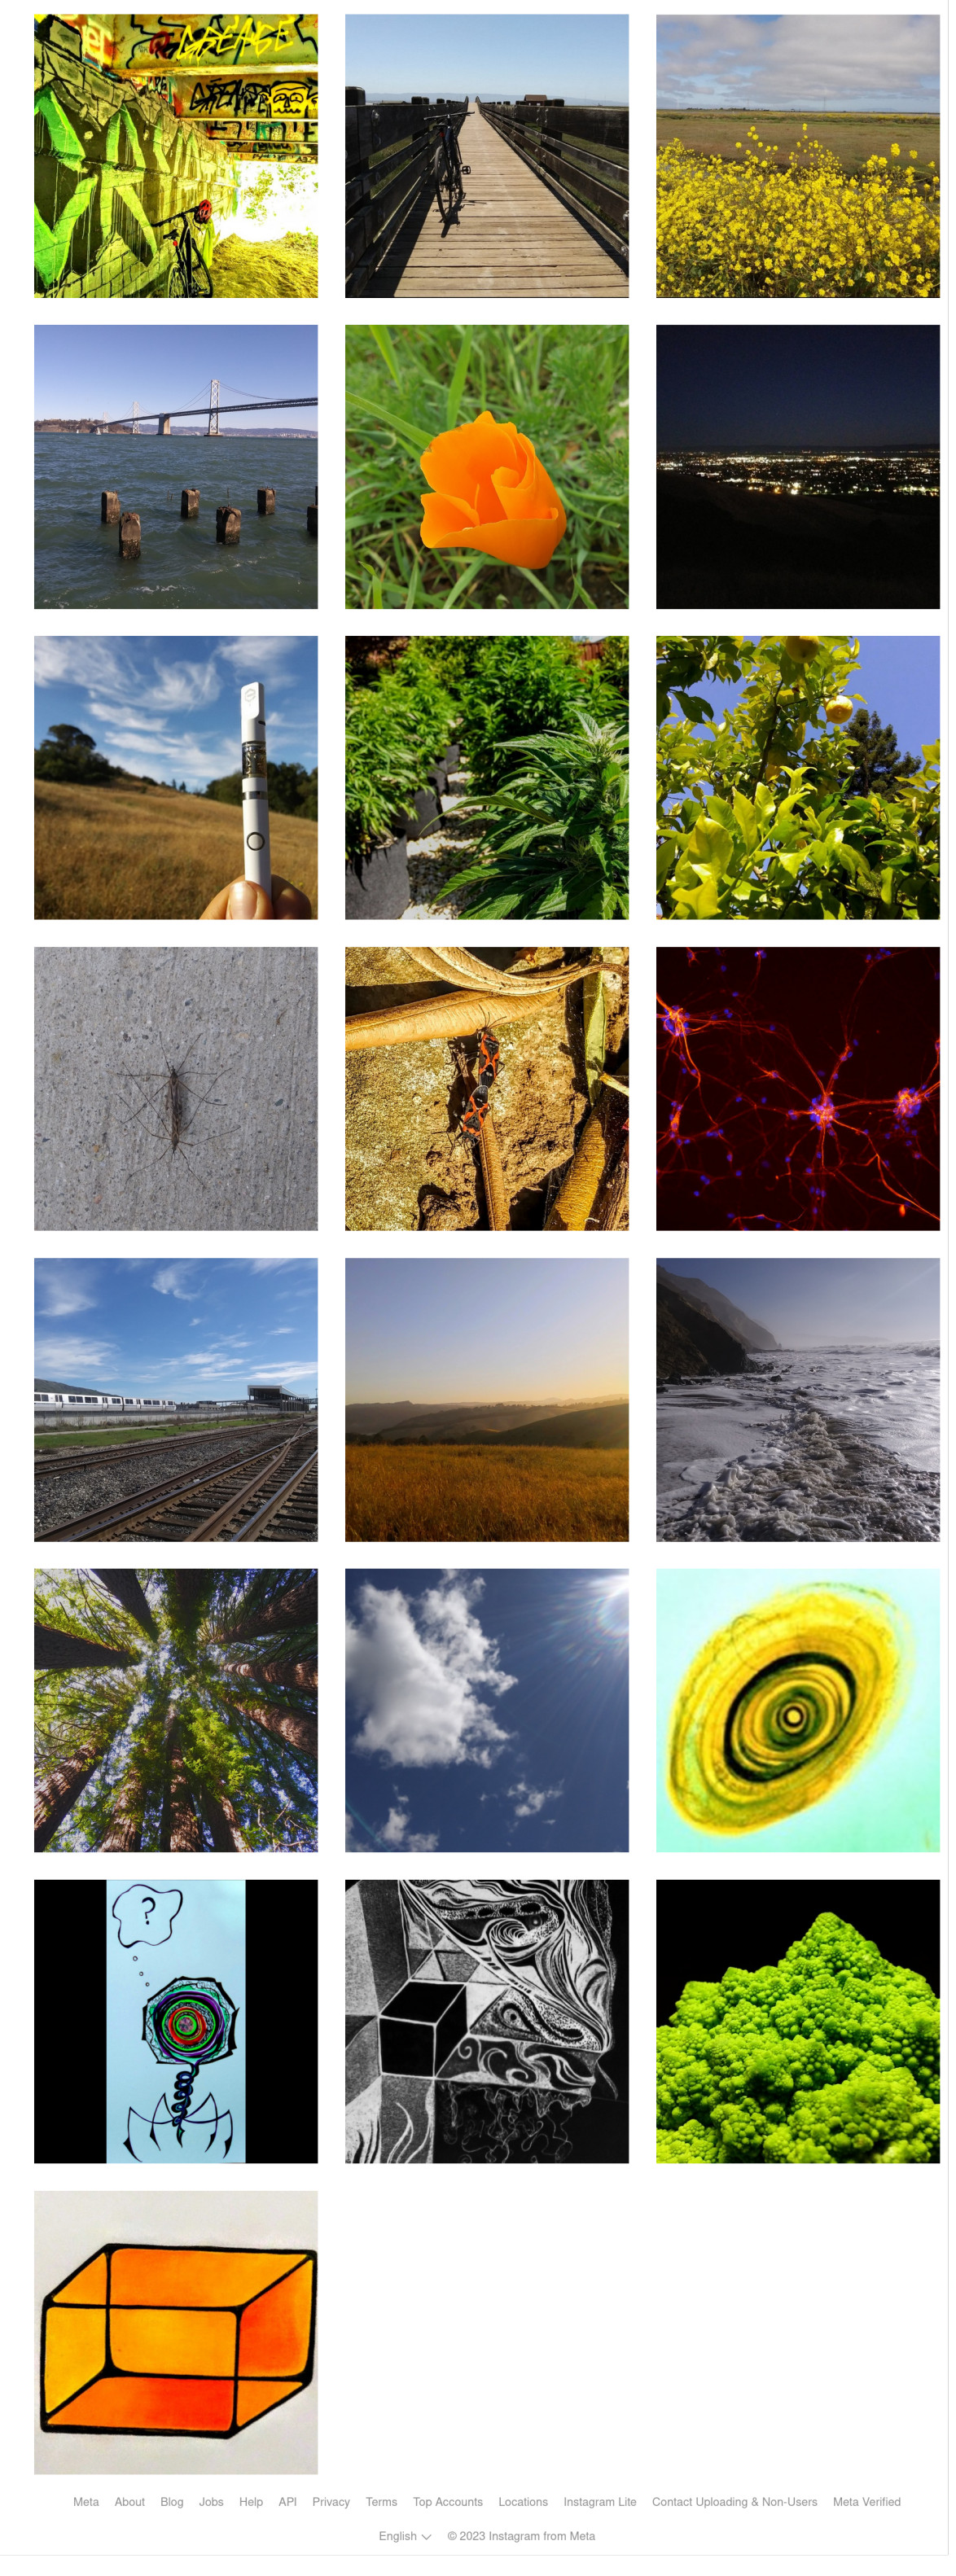 ?
Meta About Blog Jobs Help API Privacy Terms Top Accounts Locations Instagram Lite Contact Uploading & Non-Users Meta Verified
English © 2023 Instagram from Meta